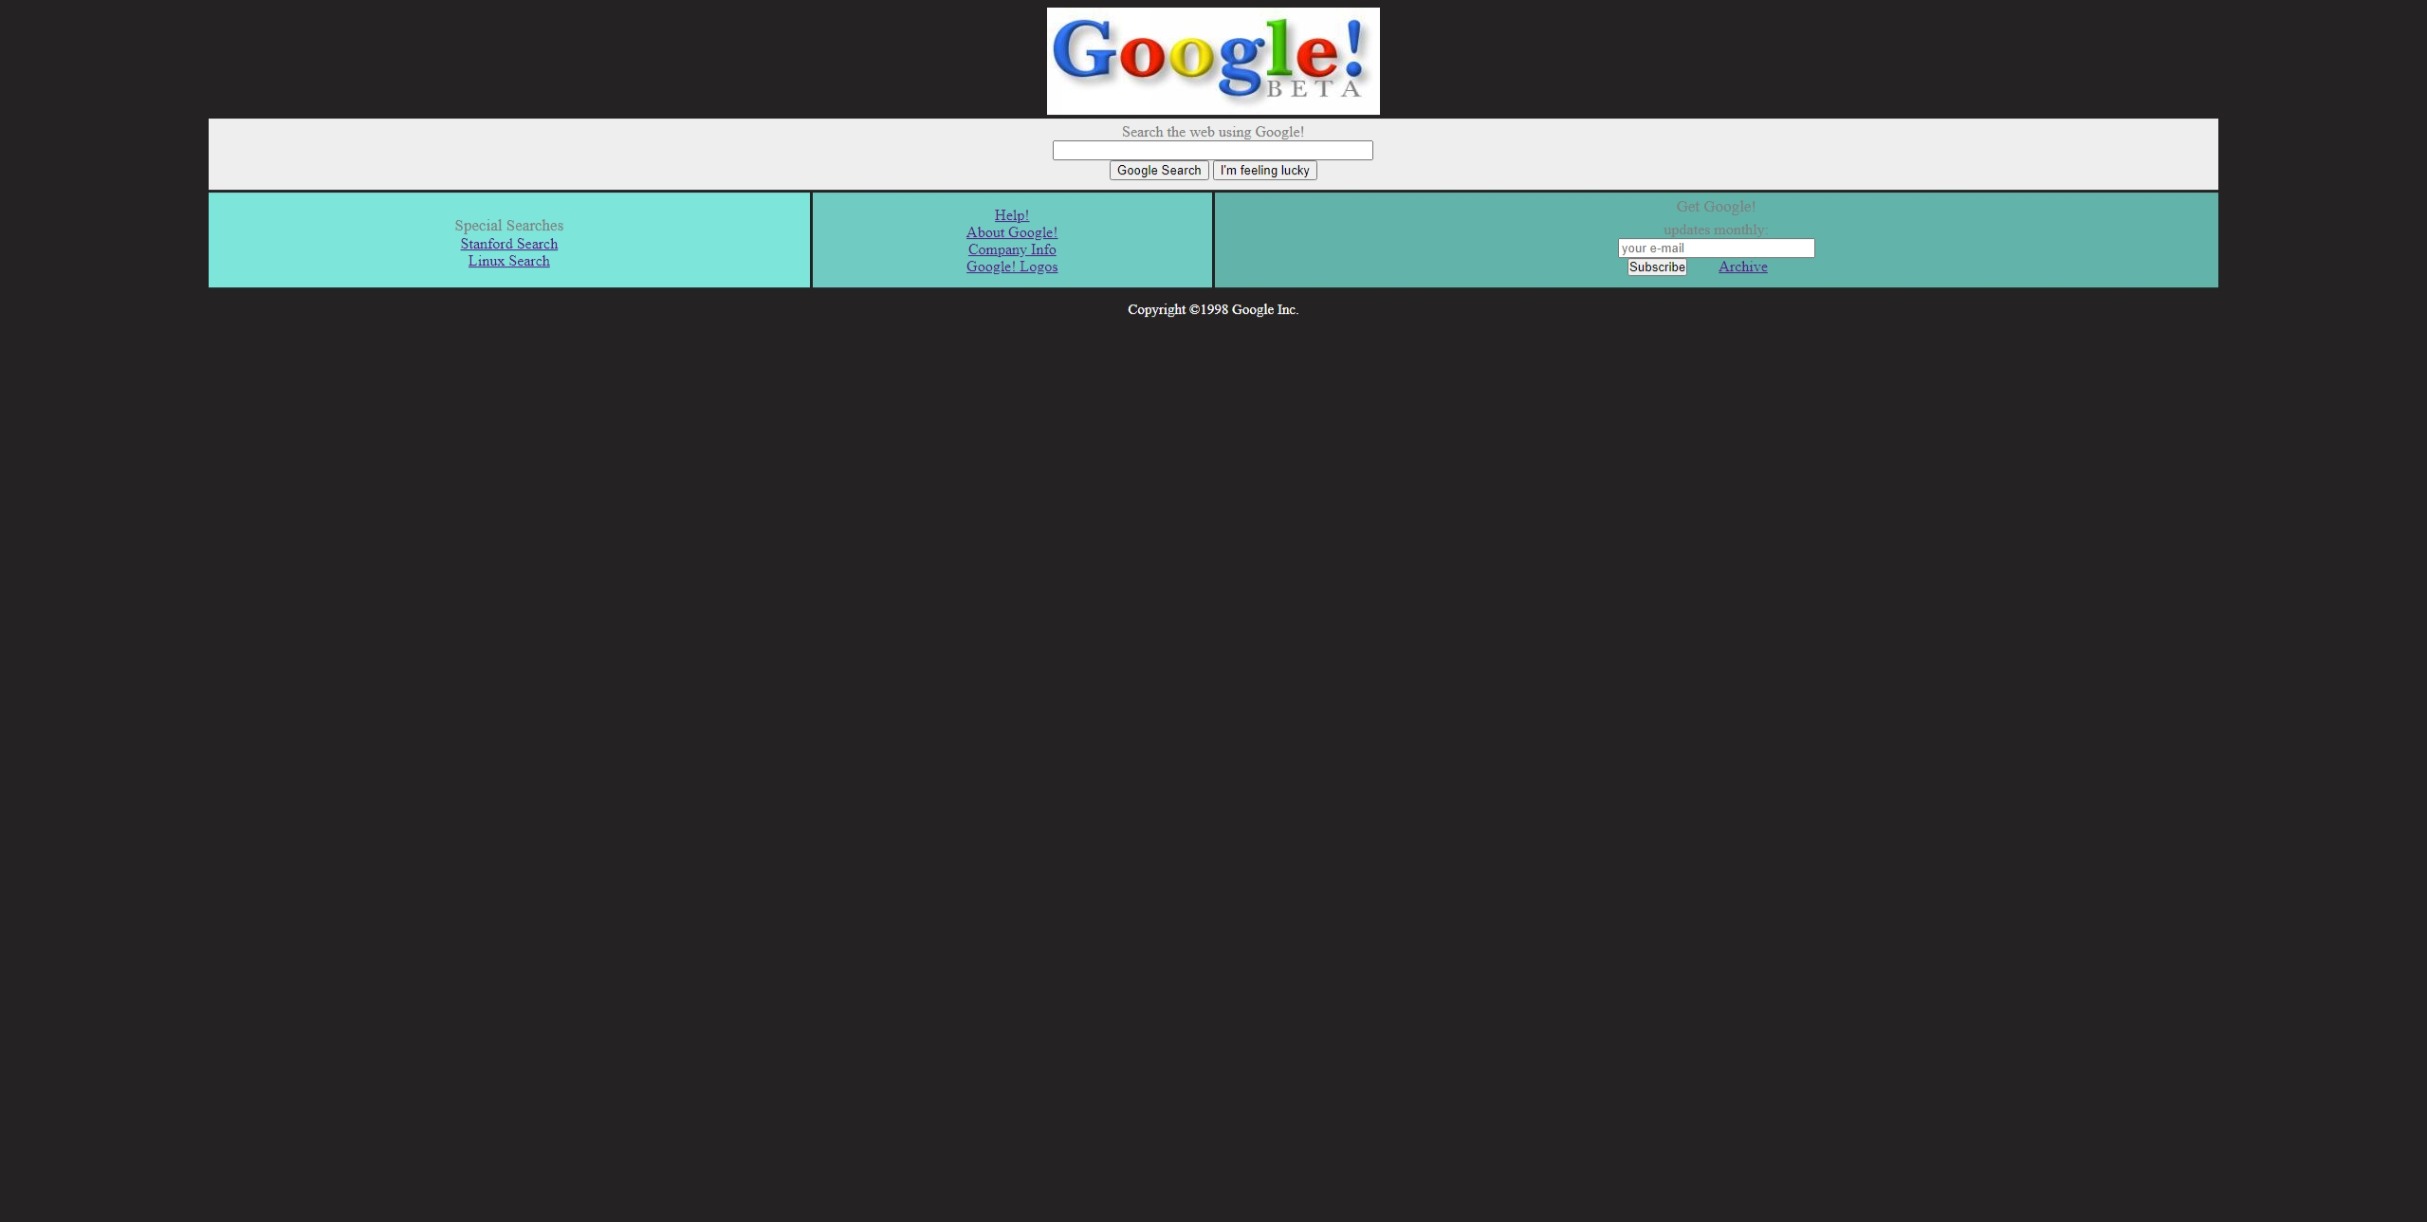 Google!
BETA
Search the web using Google!
Google Search I'm feeling lucky
Special Searches
Stanford Search
Linux Search
Help!
About Google!
Company Info
Google! Logos
Get Google!
updates monthly:
your e-mail
Subscribe Archive
Copyright ©1998 Google Inc.